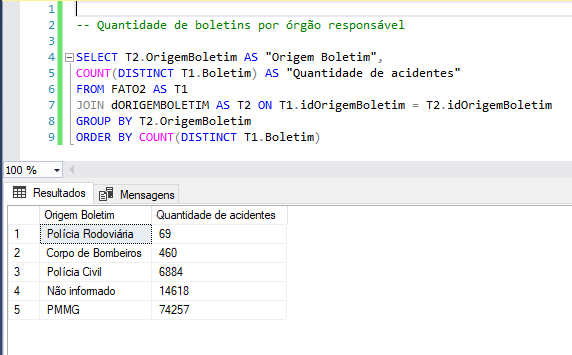 1
2 -- Quantidade de boletins por órgão responsável
3
4 SELECT T2.OrigemBoletim AS "Origem Boletim",
5 COUNT(DISTINCT T1.Boletim) AS "Quantidade de acidentes"
6 FROM FATO2 AS T1
7 JOIN dORIGEMBOLETIM AS T2 ON T1.idOrigemBoletim = T2.idOrigemBoletim
8 GROUP BY T2.OrigemBoletim
9 ORDER BY COUNT(DISTINCT T1.Boletim)
100 %
Resultados Mensagens
Origem Boletim Quantidade de acidentes
1 Polícia Rodoviária 69
2 Corpo de Bombeiros 460
3 Polícia Civil 6884
4 Não informado 14618
5 PMMG 74257